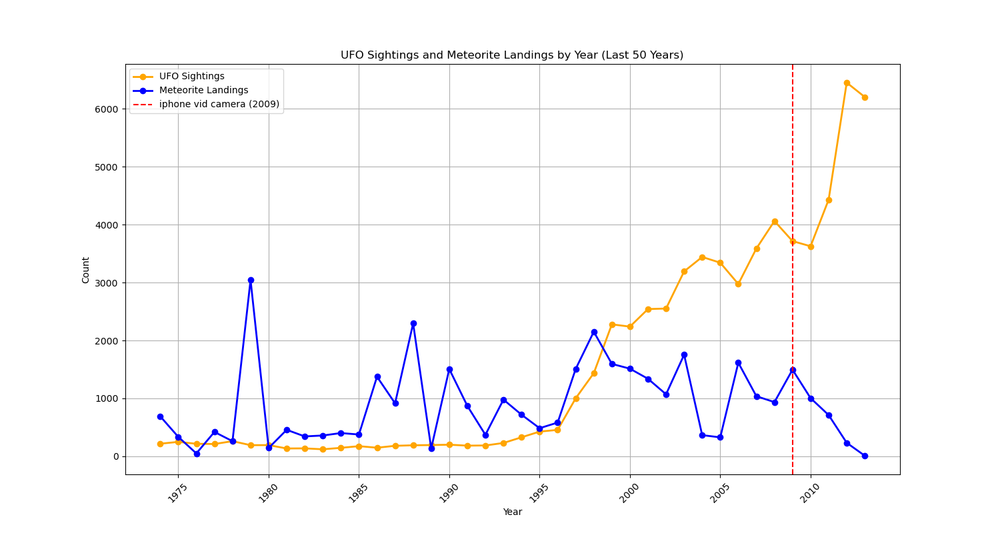 UFO Sightings and Meteorite Landings by Year (Last 50 Years)
UFO Sightings
Meteorite Landings
iphone vid camera (2009)
6000
5000
4000
3000
2000
1000
0
Count
1975
1980
1985
1990
1995
2000
2005
2010
Year